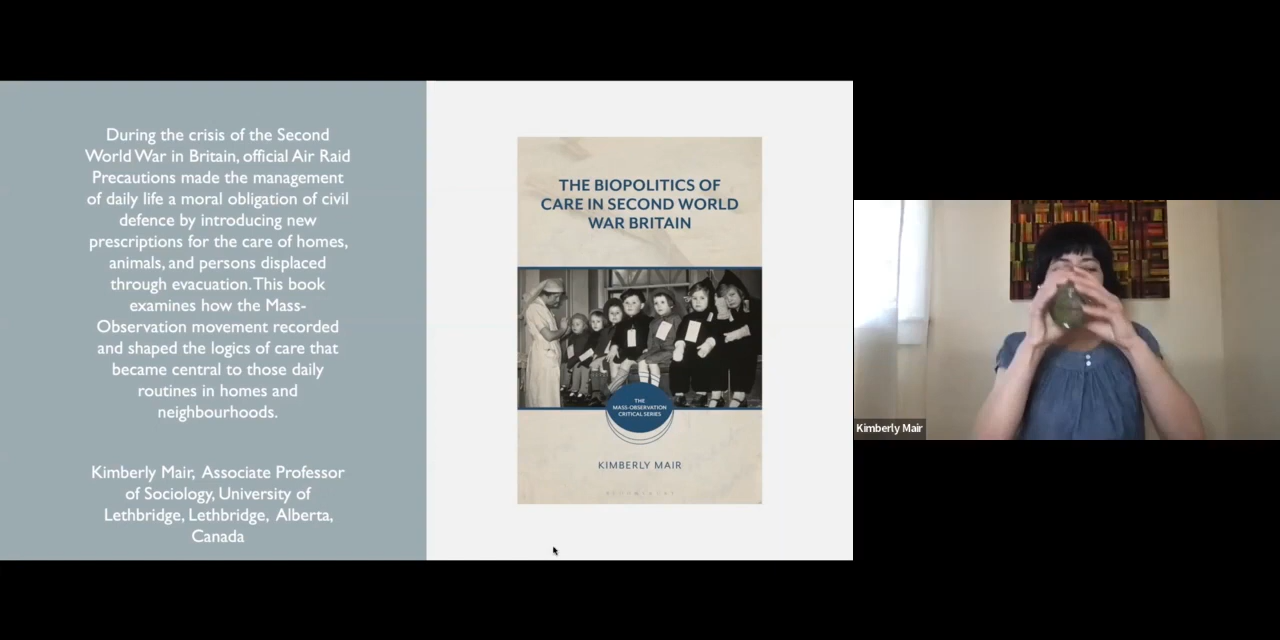 During the crisis of the Second
World War in Britain, official Air Raid
Precautions made the management
of daily life a moral obligation of civil
defence by introducing new
prescriptions for the care of homes,
animals, and persons displaced
through evacuation. This book
examines how the Mass-
Observation movement recorded
and shaped the logics of care that
became central to those daily
routines in homes and
neighbourhoods.
Kimberly Mair, Associate Professor
of Sociology, University of
Lethbridge, Lethbridge, Alberta,
Canada
THE BIOPOLITICS OF
CARE IN SECOND WORLD
WAR BRITAIN
THE
MASS-OBSERVATION
CRITICAL SERIES
KIMBERLY MAIR
BLOOMSBURY
Kimberly Mair